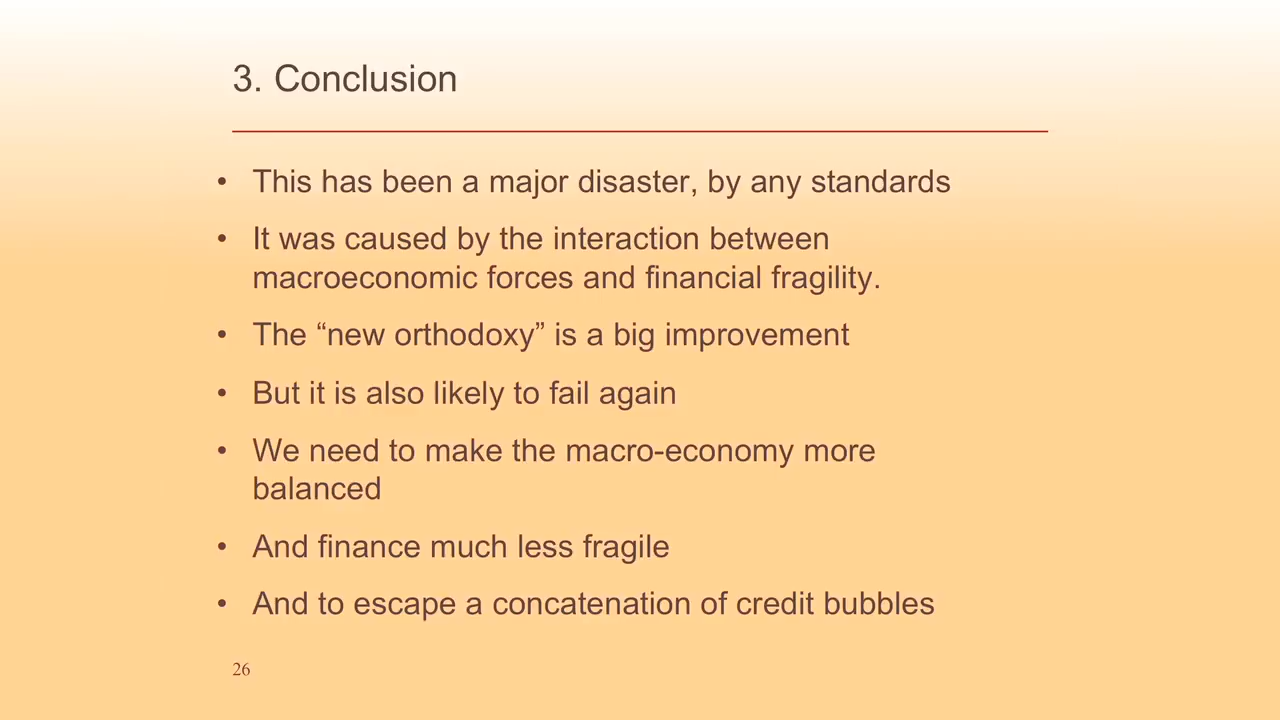 3. Conclusion
• This has been a major disaster, by any standards
• It was caused by the interaction between
macroeconomic forces and financial fragility.
• The “new orthodoxy” is a big improvement
• But it is also likely to fail again
• We need to make the macro-economy more
balanced
• And finance much less fragile
• And to escape a concatenation of credit bubbles
26